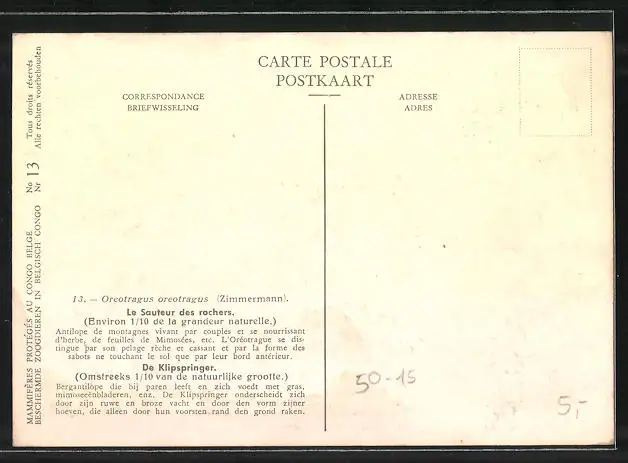 CARTE POSTALE
POSTKAART
CORRESPONDANCE
BRIEFWISSELING
ADRESSE
ADRES
MAMMIFÈRES PROTÉGÉS AU CONGO BELGE No 13 Tous droits réservés
BESCHERMDE ZOOGDIEREN IN BELGISCH CONGO Nr Alle rechten voorbehouden
13. — Oreotragus oreotragus (Zimmermann).
Le Sauteur des rochers.
(Environ 1/10 de la grandeur naturelle.)
Antilope de montagnes vivant par couples et se nourrissant
d'herbe, de feuilles de Mimosées, etc. L'Oréotrague se dis-
tingue par son pelage rèche et cassant et par la forme des
sabots ne touchant le sol que par leur bord antérieur.
De Klipspringer.
(Omstreeks 1/10 van de natuurlijke grootte.)
Bergantilope die bij paren leeft en zich voedt met gras,
mimoseeënbladeren, enz. De Klipspringer onderscheidt zich
door zijn ruwe en broze vacht en door den vorm zijner
hoeven, die alleen door hun voorsten rand den grond raken.
50-15
5,-